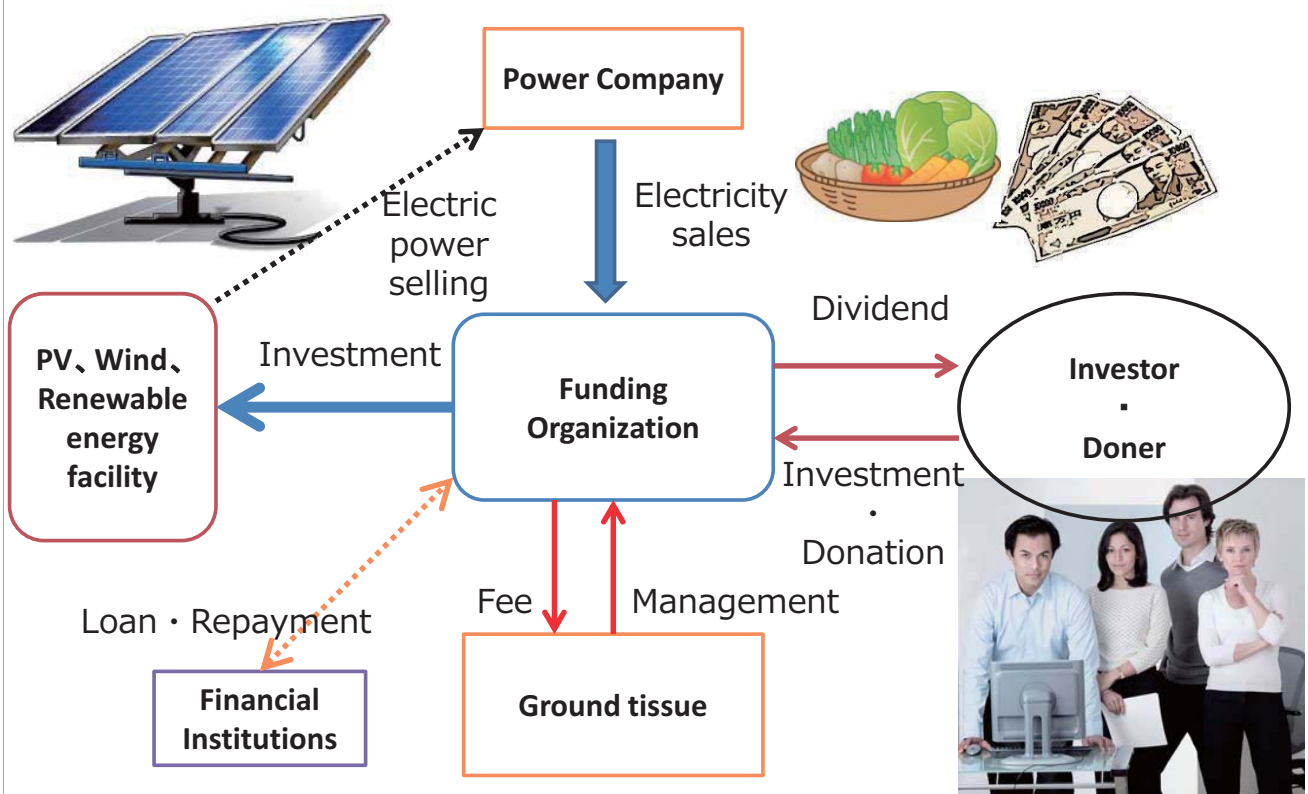 Power Company
Electric
power
selling
Electricity
sales
Dividend
PV、Wind、
Renewable
energy
facility
Investment
Funding
Organization
Investor
・
Doner
Investment
・
Donation
Loan・Repayment
Fee
Management
Financial
Institutions
Ground tissue